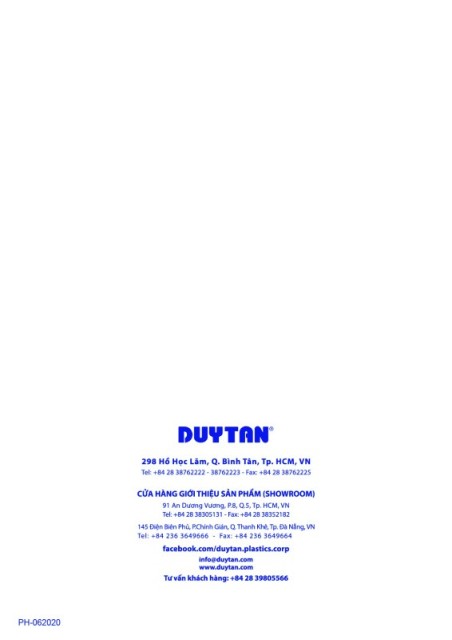 DUYTAN®
298 Hồ Học Lãm, Q. Bình Tân, Tp. HCM, VN
Tel: +84 28 38762222 - 38762223 - Fax: +84 28 38762225
CỬA HÀNG GIỚI THIỆU SẢN PHẨM (SHOWROOM)
91 An Dương Vương, P.8, Q.5, Tp. HCM, VN
Tel: +84 28 38305131 - Fax: +84 28 38352182
145 Điện Biên Phủ, P.Chính Gián, Q. Thanh Khê, Tp. Đà Nẵng, VN
Tel: +84 236 3649666 - Fax: +84 236 3649664
facebook.com/duytan.plastics.corp
info@duytan.com
www.duytan.com
Tư vấn khách hàng: +84 28 39805566
PH-062020